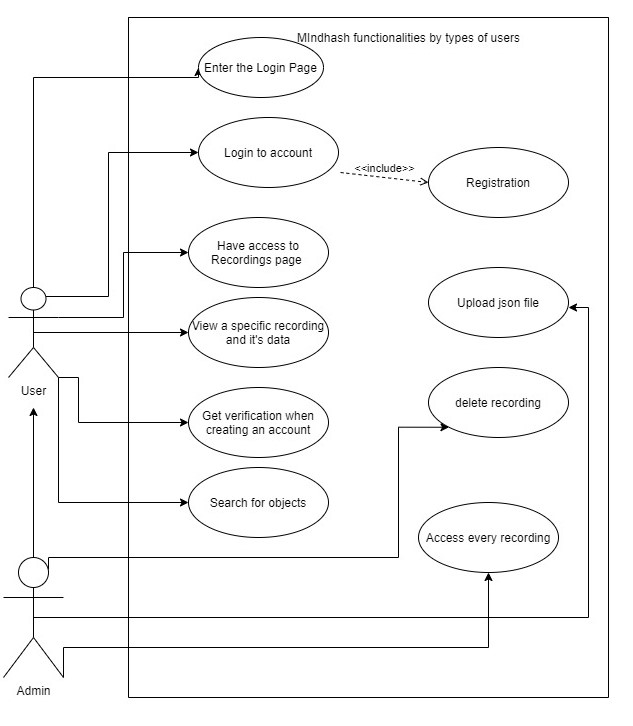 MIndhash functionalities by types of users
Enter the Login Page
Login to account
<<include>>
Registration
Have access to
Recordings page
Upload json file
View a specific recording
and it's data
User
delete recording
Get verification when
creating an account
Search for objects
Access every recording
Admin